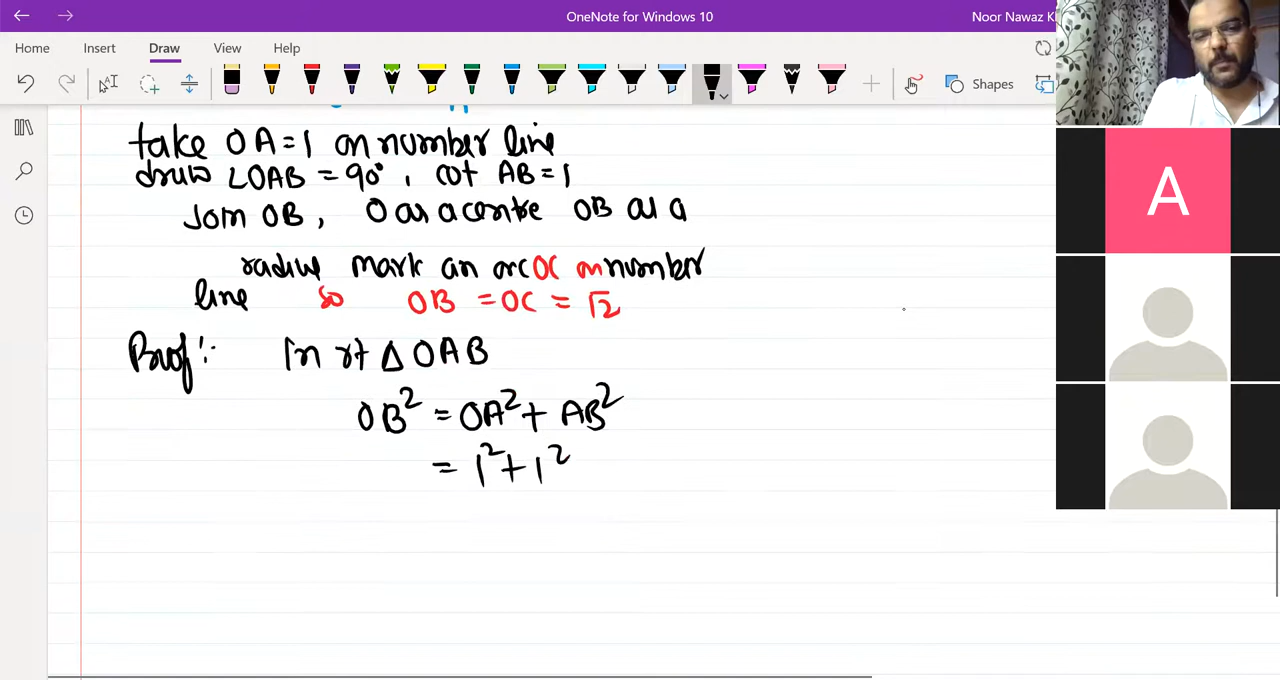 OneNote for Windows 10
Noor Nawaz K
Home Insert Draw View Help
Shapes
take OA=1 on number line
draw ∠OAB = 90°, cut AB=1
Join OB, O as a centre OB as a
radius mark an arc OC on number
line so OB = OC = √2
Proof :- In rt Δ OAB
OB² = OA² + AB²
= 1² + 1²
A